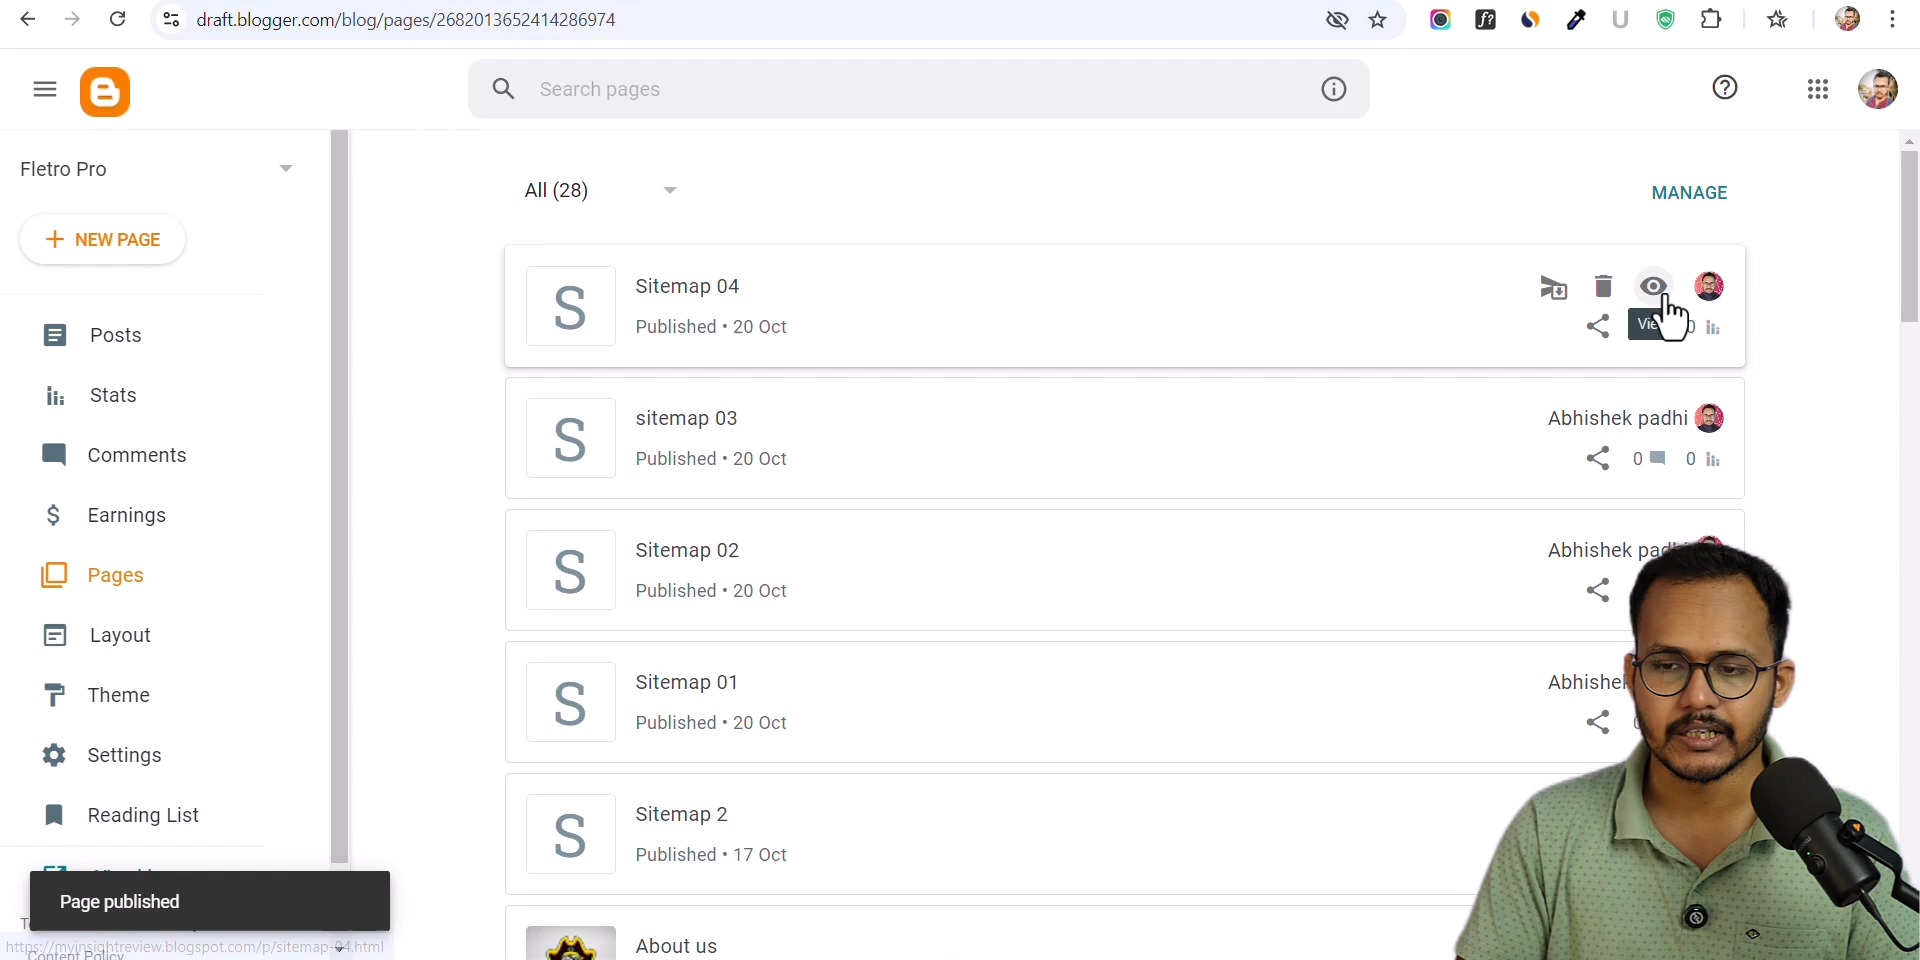 draft.blogger.com/blog/pages/2682013652414286974
Search pages
Fletro Pro
NEW PAGE
Posts
Stats
Comments
Earnings
Pages
Layout
Theme
Settings
Reading List
All (28)
MANAGE
Sitemap 04
Published • 20 Oct
sitemap 03
Published • 20 Oct
Abhishek padhi
0 0
Sitemap 02
Published • 20 Oct
Abhishek
Sitemap 01
Published • 20 Oct
Sitemap 2
Published • 17 Oct
About us
Page published
https://myinsightreview.blogspot.com/p/sitemap-04.html
Content Policy